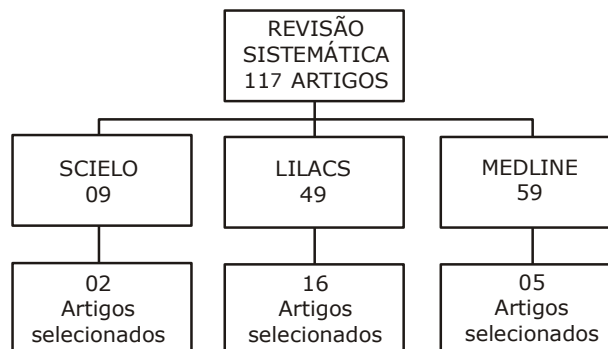 REVISÃO
SISTEMÁTICA
117 ARTIGOS
SCIELO
09
LILACS
49
MEDLINE
59
02
Artigos
selecionados
16
Artigos
selecionados
05
Artigos
selecionados